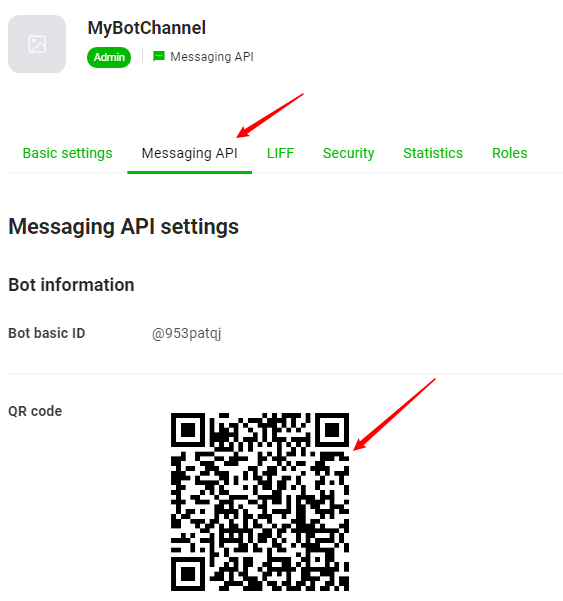 MyBotChannel
Admin Messaging API
Basic settings Messaging API LIFF Security Statistics Roles
Messaging API settings
Bot information
Bot basic ID @953patqj
QR code